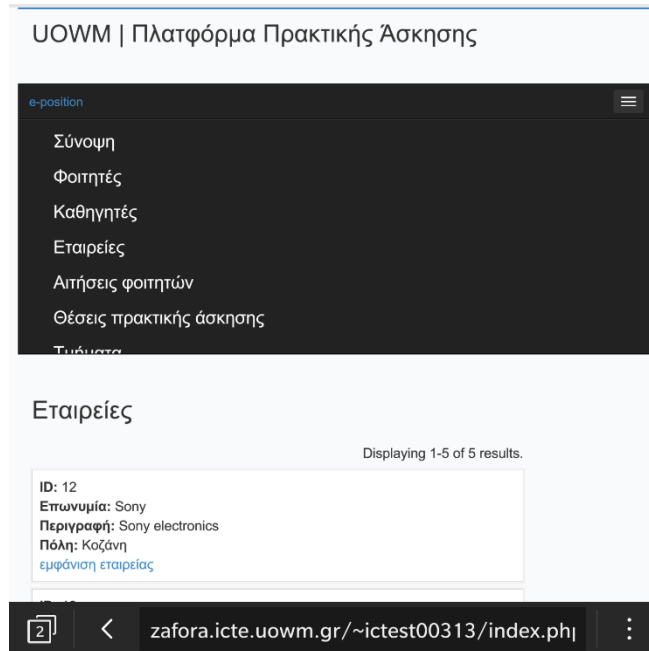 UOWM | Πλατφόρμα Πρακτικής Άσκησης
e-position
Σύνοψη
Φοιτητές
Καθηγητές
Εταιρείες
Αιτήσεις φοιτητών
Θέσεις πρακτικής άσκησης
Τμήματα
Εταιρείες
Displaying 1-5 of 5 results.
ID: 12
Επωνυμία: Sony
Περιγραφή: Sony electronics
Πόλη: Κοζάνη
εμφάνιση εταιρείας
2 zafora.icte.uowm.gr/~ictest00313/index.php